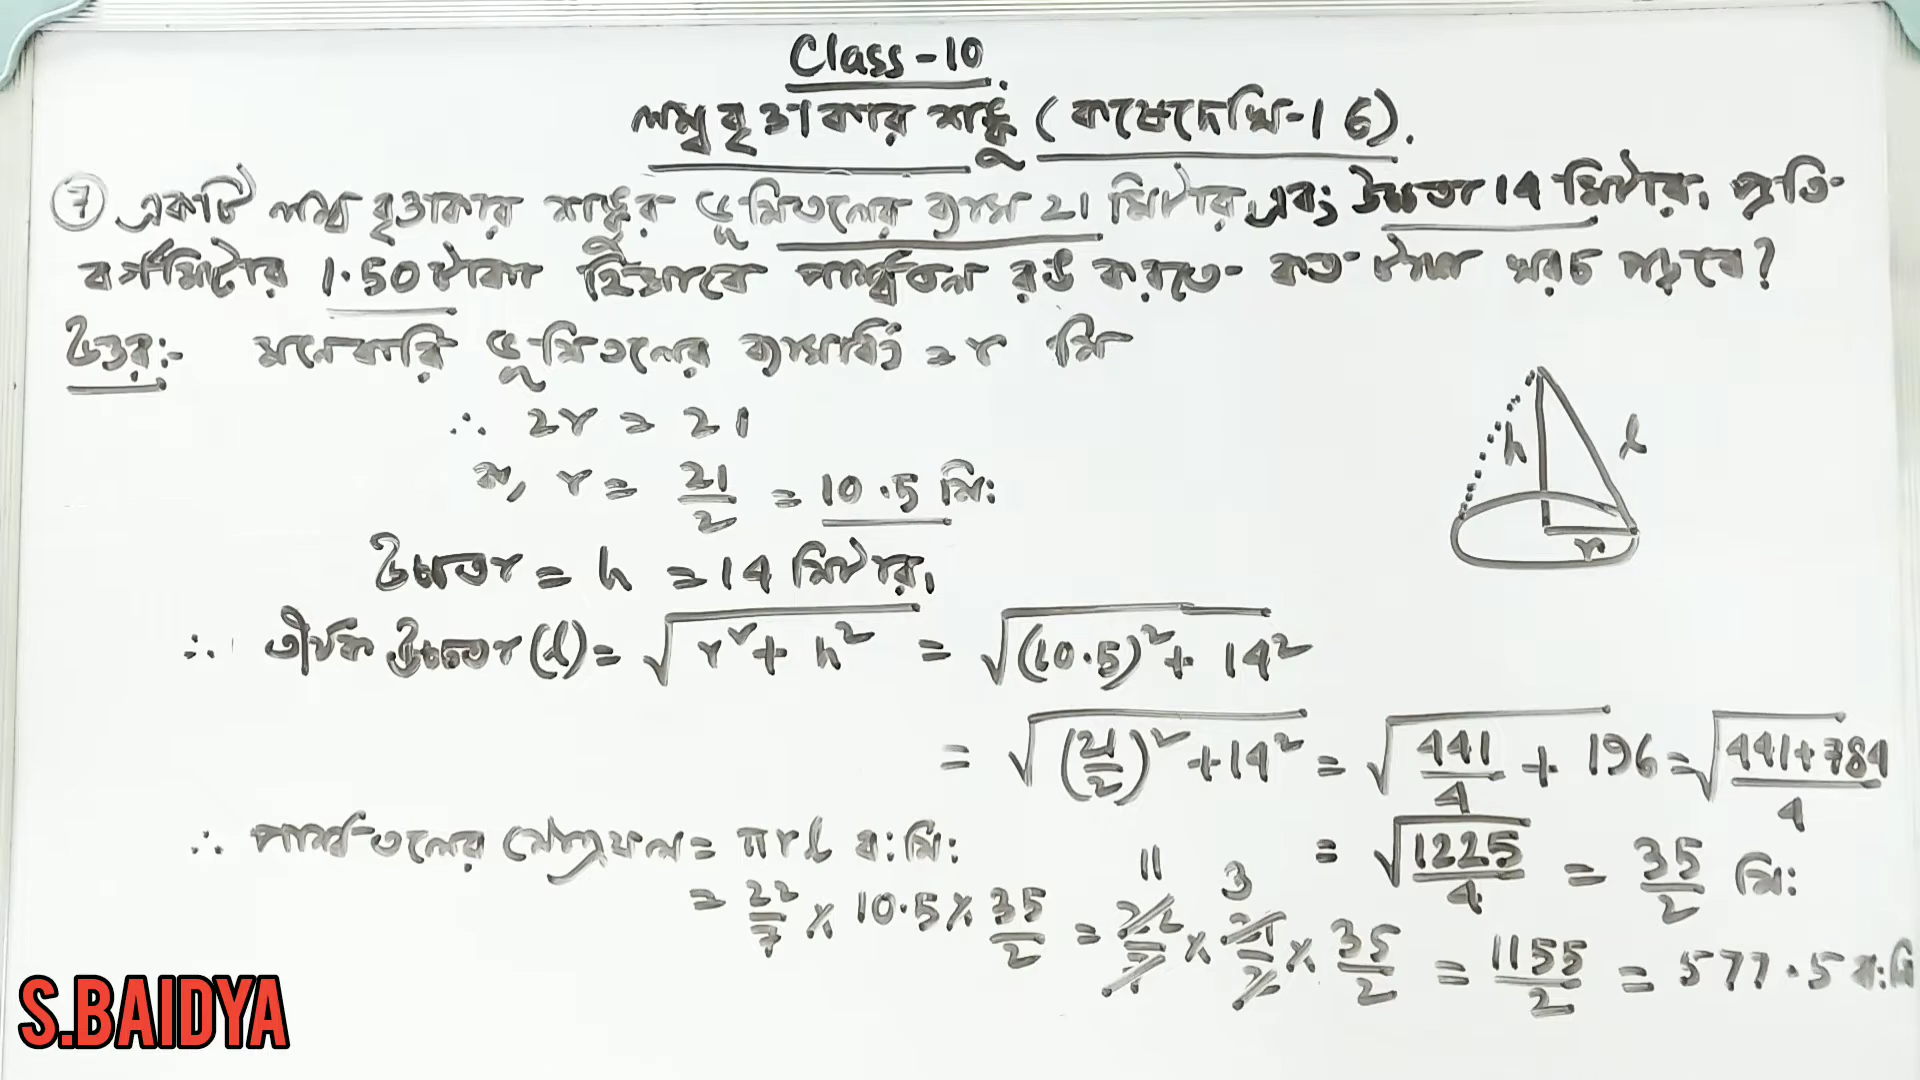 Class-10
লম্ব বৃত্তাকার শঙ্কু (কষেদেখি-16).
7 একটি লম্ব বৃত্তাকার শঙ্কুর ভূমিতলের ব্যাস 21 মিটার এবং উচ্চতা 14 মিটার, প্রতি
বর্গমিটার 1.50 টাকা হিসাবে পার্শ্বতল রঙ করতে কত টাকা খরচ পড়বে?
উত্তর:- মনেকরি ভূমিতলের ব্যাসার্ধ = r মি
∴ 2r = 21
বা, r = 21/2 = 10.5 মি:
উচ্চতা = h = 14 মিটার,
h l r
∴ তীর্যক উচ্চতা (l) = √(r² + h²) = √((10.5)² + 14²)
= √((21/2)² + 14²) = √(441/4 + 196) = √((441+784)/4)
= √(1225/4) = 35/2 মি:
∴ পার্শ্বতলের ক্ষেত্রফল = πrl ব:মি:
= 22/7 × 10.5 × 35/2 = 22/7 × 21/2 × 35/2 = 1155/2 = 577.5 ব:মি
11 3
S.BAIDYA